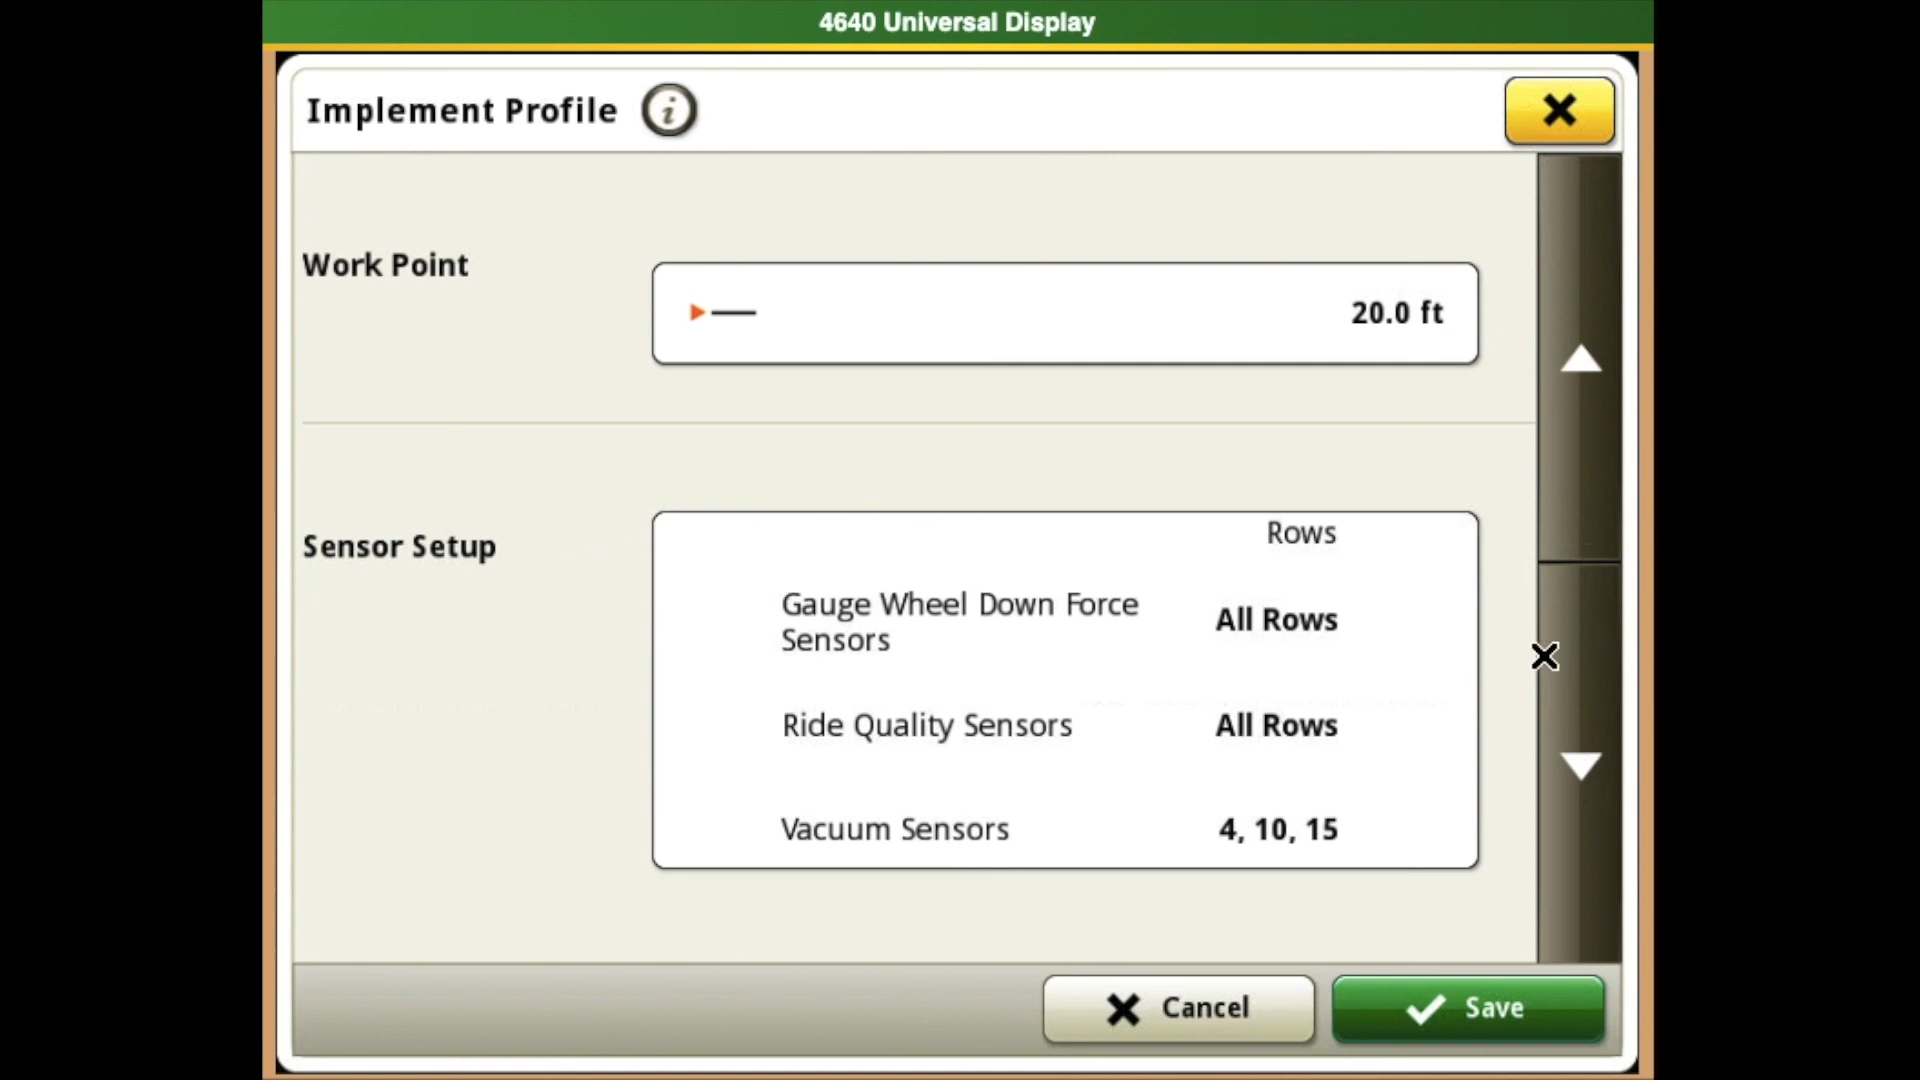 4640 Universal Display
Implement Profile
Work Point
20.0 ft
Sensor Setup
Rows
Gauge Wheel Down Force
Sensors
All Rows
Ride Quality Sensors
All Rows
Vacuum Sensors
4, 10, 15
Cancel
Save